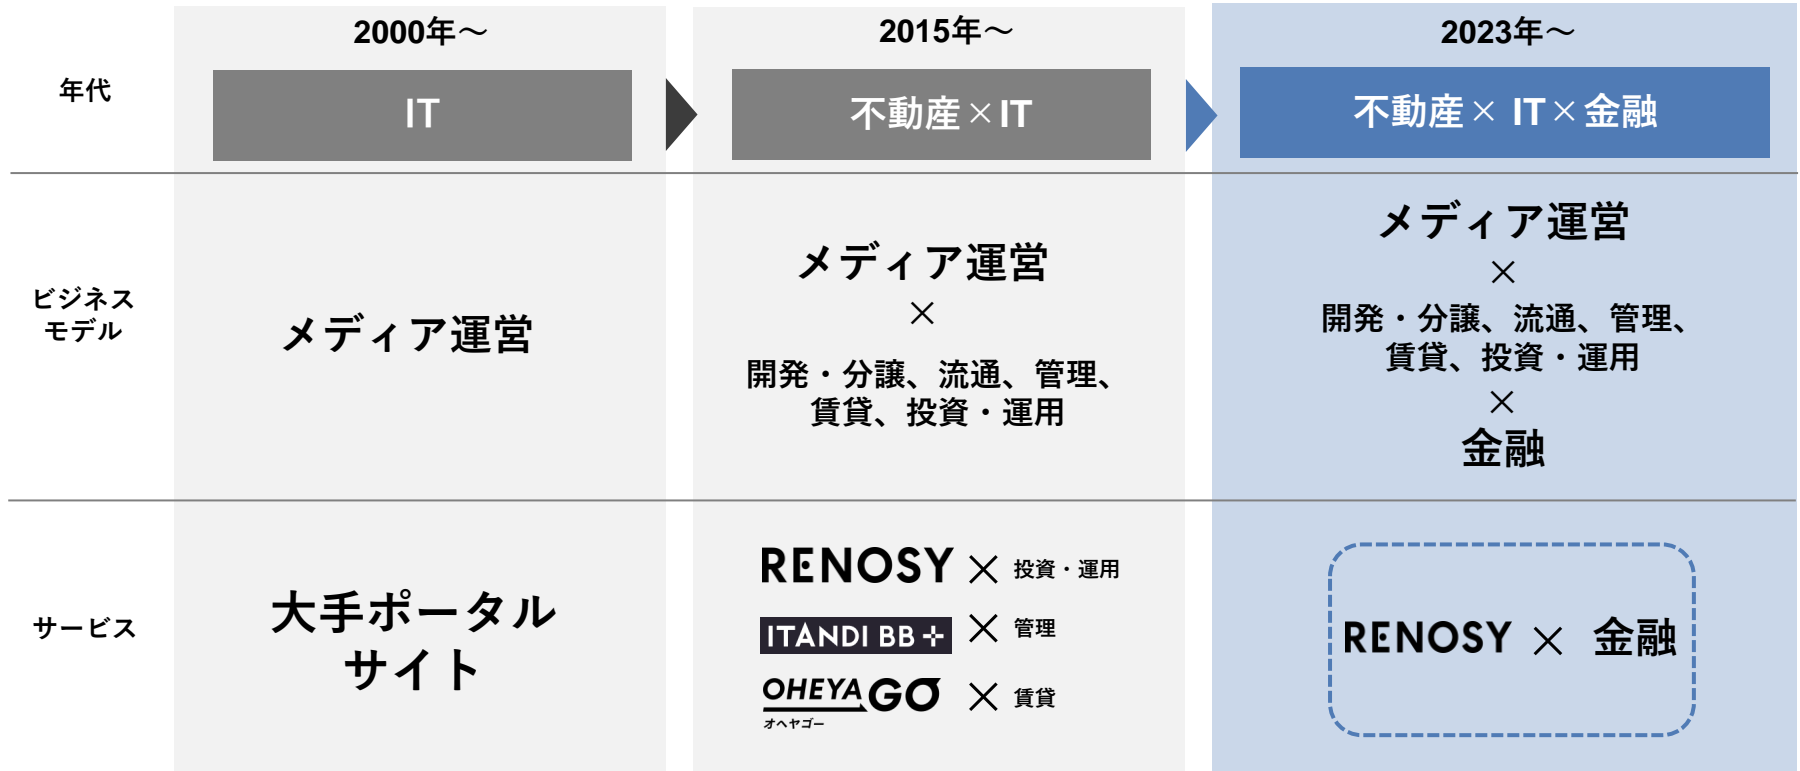 2000年～
2015年～
2023年～
年代
IT
不動産×IT
不動産× IT×金融
ビジネス
モデル
メディア運営
メディア運営
×
開発・分譲、流通、管理、
賃貸、投資・運用
メディア運営
×
開発・分譲、流通、管理、
賃貸、投資・運用
×
金融
サービス
大手ポータル
サイト
RENOSY × 投資・運用
ITANDI BB + × 管理
OHEYAGO × 賃貸
オヘヤゴー
RENOSY × 金融